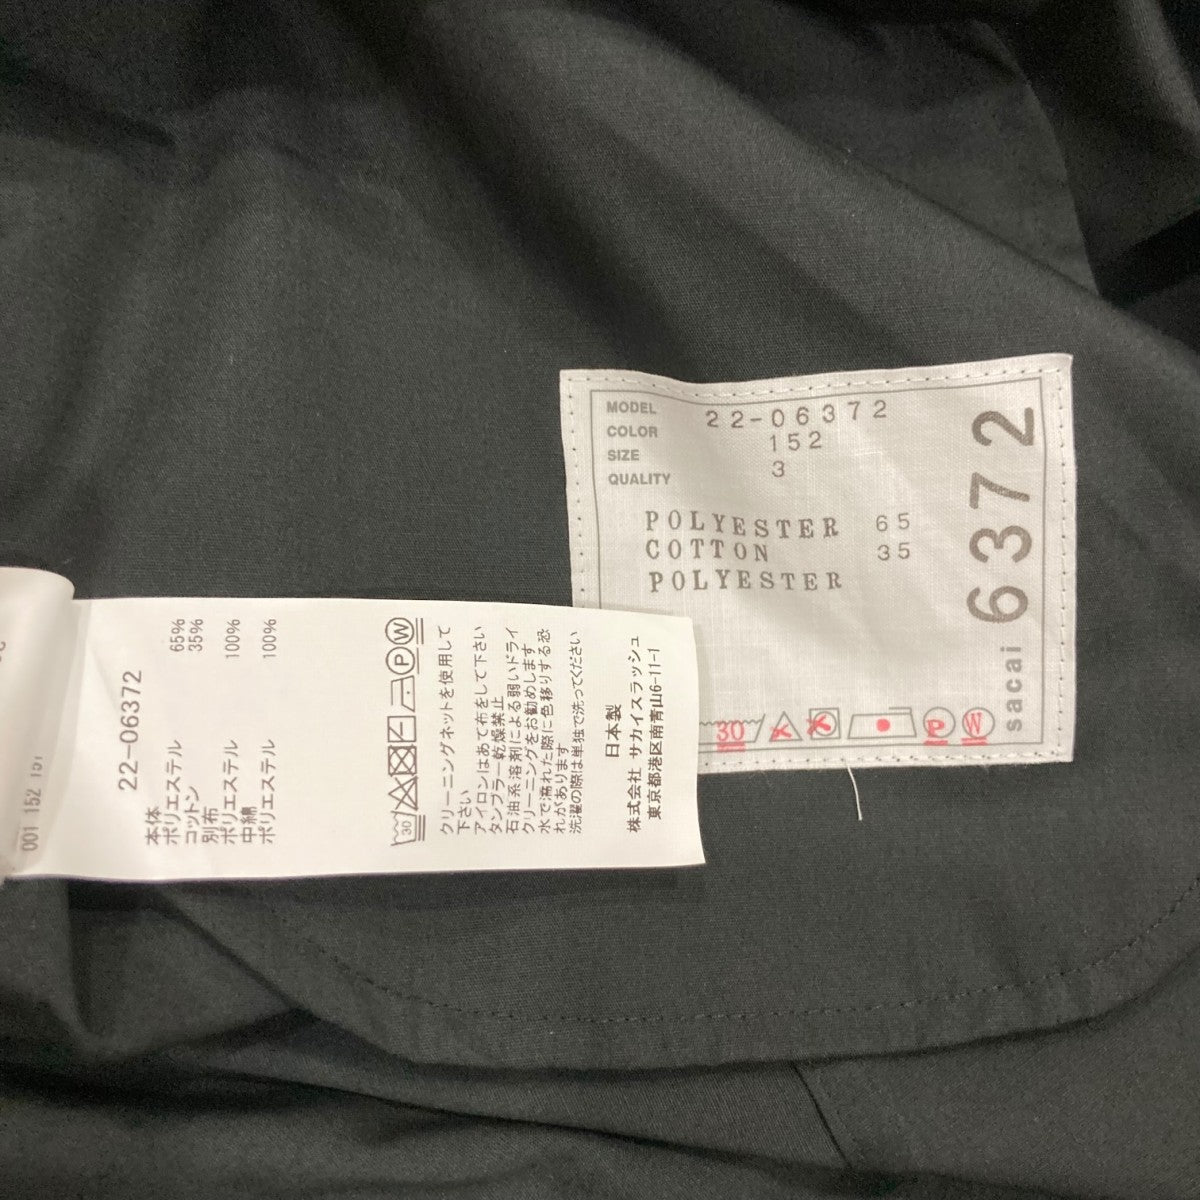 MODEL 22-06372
COLOR 152
SIZE 3
QUALITY
POLYESTER 65
COTTON 35
POLYESTER
30
P
W
sacai 6372
22-06372
本体
ポリエステル 65%
コットン 35%
別布
ポリエステル 100%
中綿
ポリエステル 100%
30
P
W
クリーニングネットを使用して
下さい
アイロンはあて布をして下さい
タンブラー乾燥禁止
石油系溶剤による弱いドライ
クリーニングをお勧めします
水で濡れた際に色移りする恐
れがあります
洗濯の際は単独で洗ってください
日本製
株式会社 サカイスラッシュ
東京都港区南青山6-11-1
001 152 151